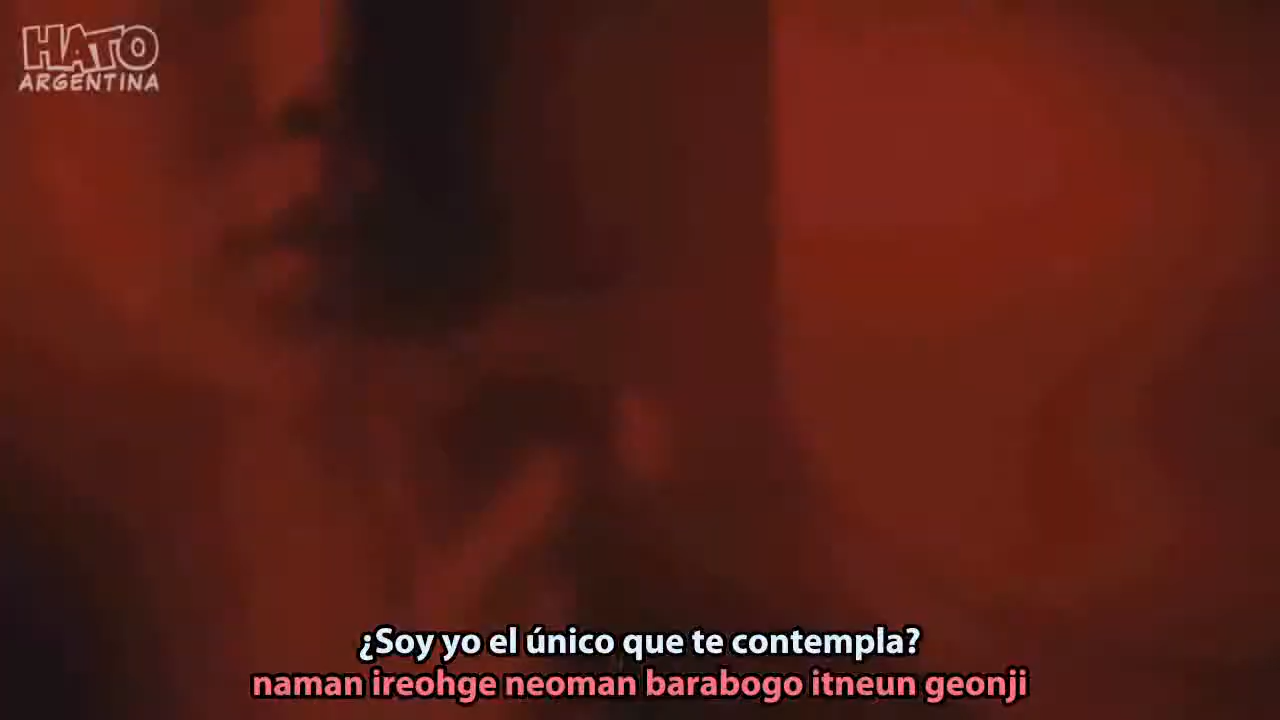 HATO
ARGENTINA
¿Soy yo el único que te contempla?
naman ireohge neoman barabogo itneun geonji